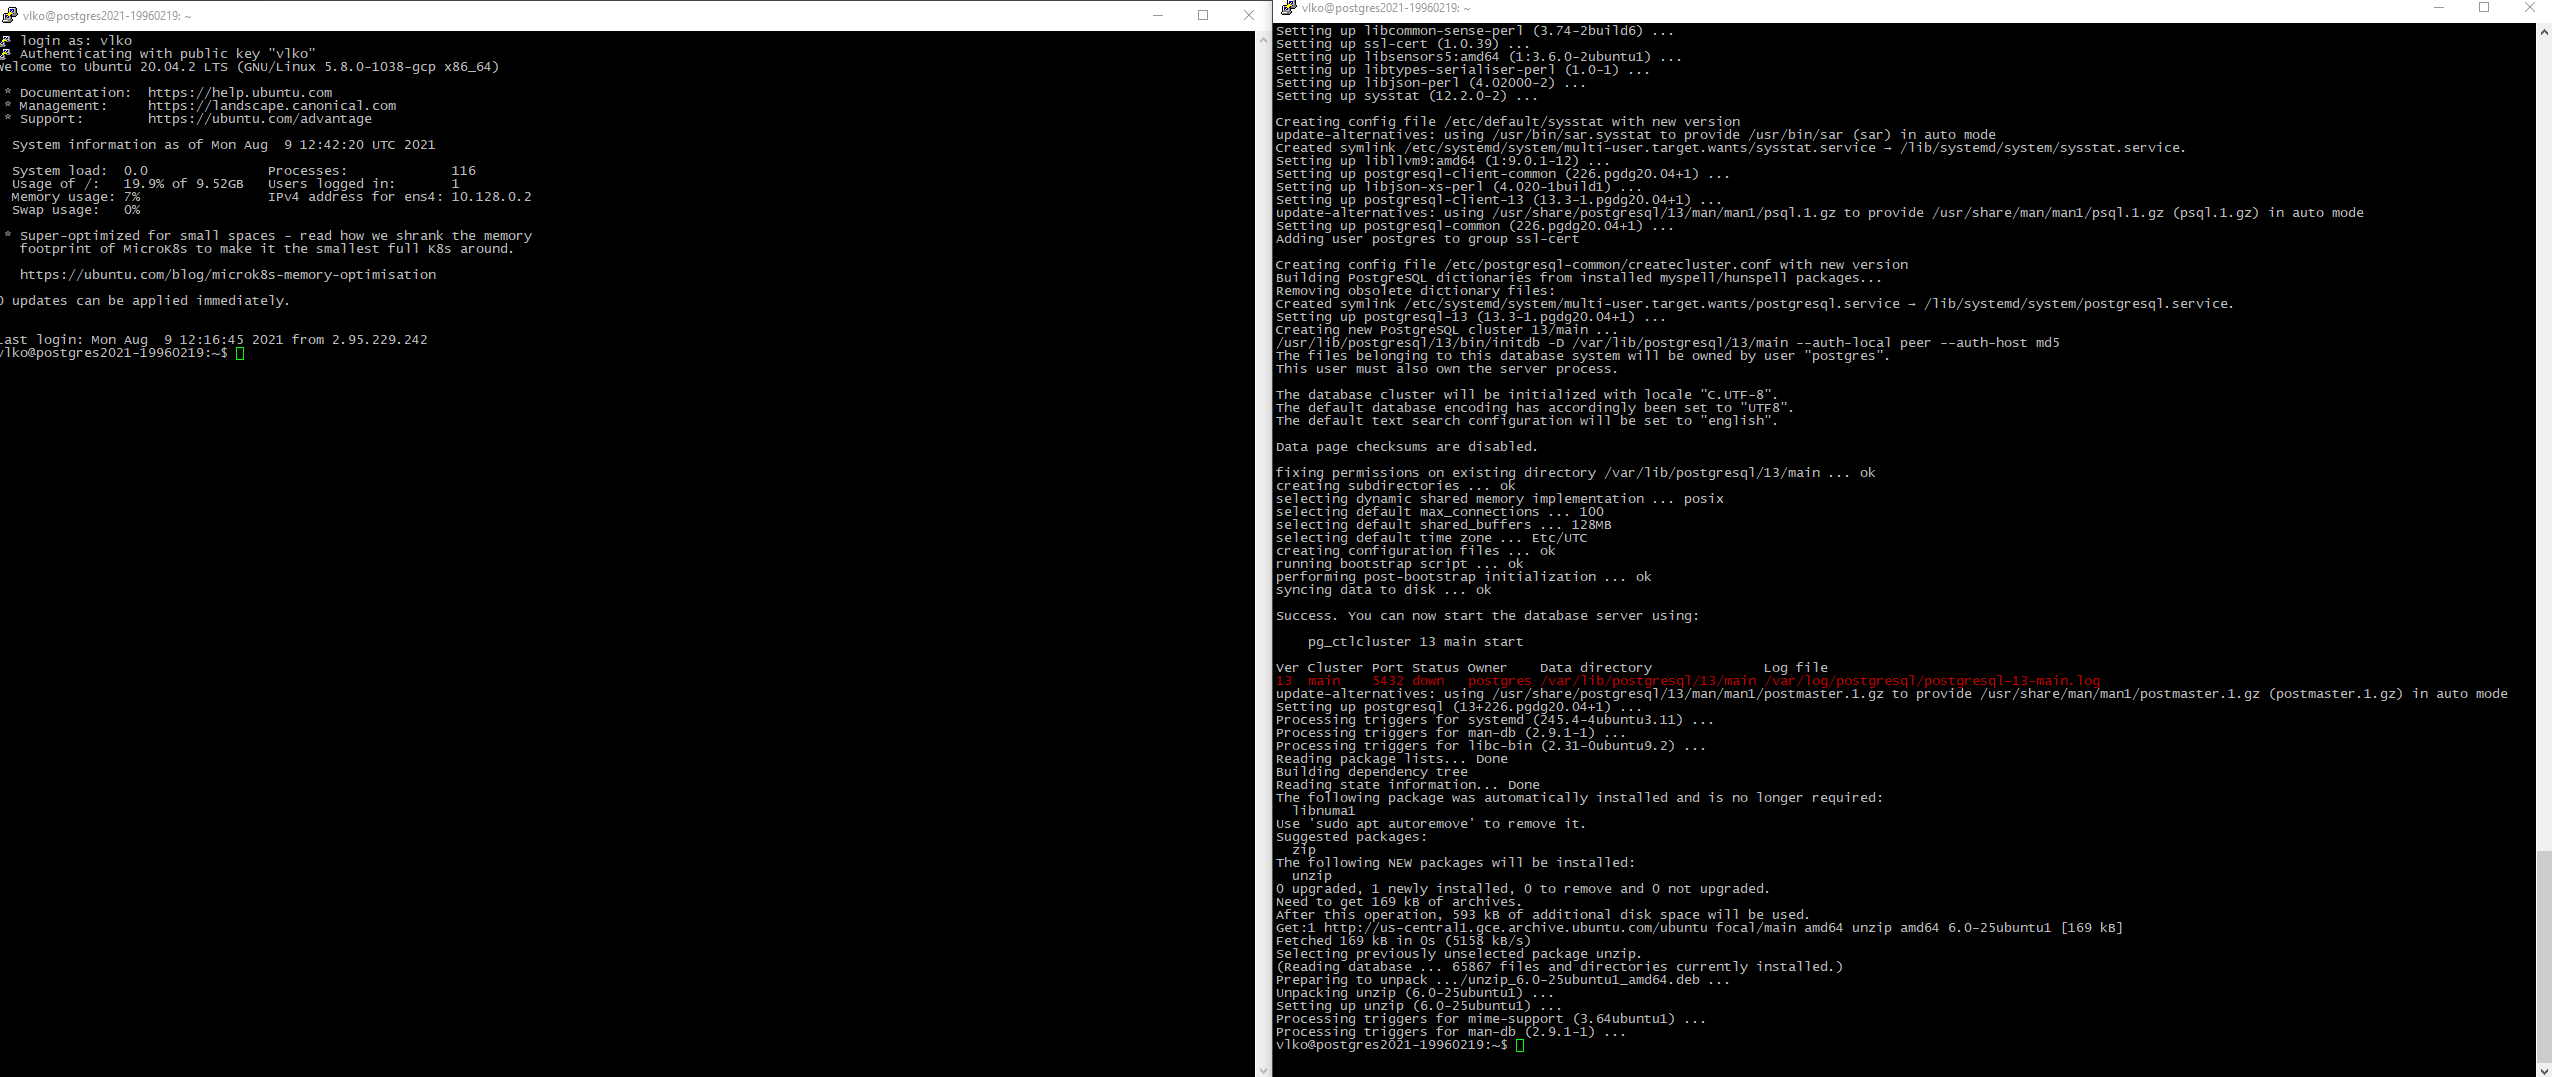 vlko@postgres2021-19960219: ~
login as: vlko
Authenticating with public key "vlko"
Welcome to Ubuntu 20.04.2 LTS (GNU/Linux 5.8.0-1038-gcp x86_64)
* Documentation:  https://help.ubuntu.com
* Management:     https://landscape.canonical.com
* Support:        https://ubuntu.com/advantage
System information as of Mon Aug  9 12:42:20 UTC 2021
System load:  0.0               Processes:             116
Usage of /:   19.9% of 9.52GB   Users logged in:       1
Memory usage: 7%                IPv4 address for ens4: 10.128.0.2
Swap usage:   0%
* Super-optimized for small spaces - read how we shrank the memory
footprint of MicroK8s to make it the smallest full K8s around.
https://ubuntu.com/blog/microk8s-memory-optimisation
0 updates can be applied immediately.
Last login: Mon Aug  9 12:16:45 2021 from 2.95.229.242
vlko@postgres2021-19960219:~$
vlko@postgres2021-19960219: ~
Setting up libcommon-sense-perl (3.74-2build6) ...
Setting up ssl-cert (1.0.39) ...
Setting up libsensors5:amd64 (1:3.6.0-2ubuntu1) ...
Setting up libtypes-serialiser-perl (1.0-1) ...
Setting up libjson-perl (4.02000-2) ...
Setting up sysstat (12.2.0-2) ...
Creating config file /etc/default/sysstat with new version
update-alternatives: using /usr/bin/sar.sysstat to provide /usr/bin/sar (sar) in auto mode
Created symlink /etc/systemd/system/multi-user.target.wants/sysstat.service → /lib/systemd/system/sysstat.service.
Setting up libllvm9:amd64 (1:9.0.1-12) ...
Setting up postgresql-client-common (226.pgdg20.04+1) ...
Setting up libjson-xs-perl (4.020-1build1) ...
Setting up postgresql-client-13 (13.3-1.pgdg20.04+1) ...
update-alternatives: using /usr/share/postgresql/13/man/man1/psql.1.gz to provide /usr/share/man/man1/psql.1.gz (psql.1.gz) in auto mode
Setting up postgresql-common (226.pgdg20.04+1) ...
Adding user postgres to group ssl-cert
Creating config file /etc/postgresql-common/createcluster.conf with new version
Building PostgreSQL dictionaries from installed myspell/hunspell packages...
Removing obsolete dictionary files:
Created symlink /etc/systemd/system/multi-user.target.wants/postgresql.service → /lib/systemd/system/postgresql.service.
Setting up postgresql-13 (13.3-1.pgdg20.04+1) ...
Creating new PostgreSQL cluster 13/main ...
/usr/lib/postgresql/13/bin/initdb -D /var/lib/postgresql/13/main --auth-local peer --auth-host md5
The files belonging to this database system will be owned by user "postgres".
This user must also own the server process.
The database cluster will be initialized with locale "C.UTF-8".
The default database encoding has accordingly been set to "UTF8".
The default text search configuration will be set to "english".
Data page checksums are disabled.
fixing permissions on existing directory /var/lib/postgresql/13/main ... ok
creating subdirectories ... ok
selecting dynamic shared memory implementation ... posix
selecting default max_connections ... 100
selecting default shared_buffers ... 128MB
selecting default time zone ... Etc/UTC
creating configuration files ... ok
running bootstrap script ... ok
performing post-bootstrap initialization ... ok
syncing data to disk ... ok
Success. You can now start the database server using:
pg_ctlcluster 13 main start
Ver Cluster Port Status Owner    Data directory              Log file
13  main    5432 down   postgres /var/lib/postgresql/13/main /var/log/postgresql/postgresql-13-main.log
update-alternatives: using /usr/share/postgresql/13/man/man1/postmaster.1.gz to provide /usr/share/man/man1/postmaster.1.gz (postmaster.1.gz) in auto mode
Setting up postgresql (13+226.pgdg20.04+1) ...
Processing triggers for systemd (245.4-4ubuntu3.11) ...
Processing triggers for man-db (2.9.1-1) ...
Processing triggers for libc-bin (2.31-0ubuntu9.2) ...
Reading package lists... Done
Building dependency tree
Reading state information... Done
The following package was automatically installed and is no longer required:
libnuma1
Use 'sudo apt autoremove' to remove it.
Suggested packages:
zip
The following NEW packages will be installed:
unzip
0 upgraded, 1 newly installed, 0 to remove and 0 not upgraded.
Need to get 169 kB of archives.
After this operation, 593 kB of additional disk space will be used.
Get:1 http://us-central1.gce.archive.ubuntu.com/ubuntu focal/main amd64 unzip amd64 6.0-25ubuntu1 [169 kB]
Fetched 169 kB in 0s (5158 kB/s)
Selecting previously unselected package unzip.
(Reading database ... 65867 files and directories currently installed.)
Preparing to unpack .../unzip_6.0-25ubuntu1_amd64.deb ...
Unpacking unzip (6.0-25ubuntu1) ...
Setting up unzip (6.0-25ubuntu1) ...
Processing triggers for mime-support (3.64ubuntu1) ...
Processing triggers for man-db (2.9.1-1) ...
vlko@postgres2021-19960219:~$